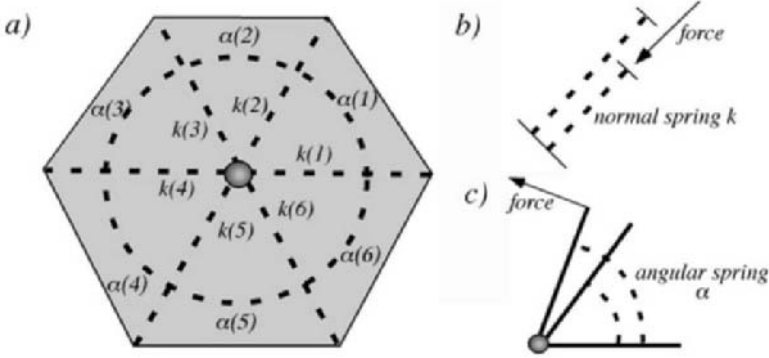 a)
α(2)
α(3)
α(1)
k(2)
k(3)
k(1)
k(4)
k(6)
k(5)
α(6)
α(4)
α(5)
b)
force
normal spring k
c)
force
angular spring
α